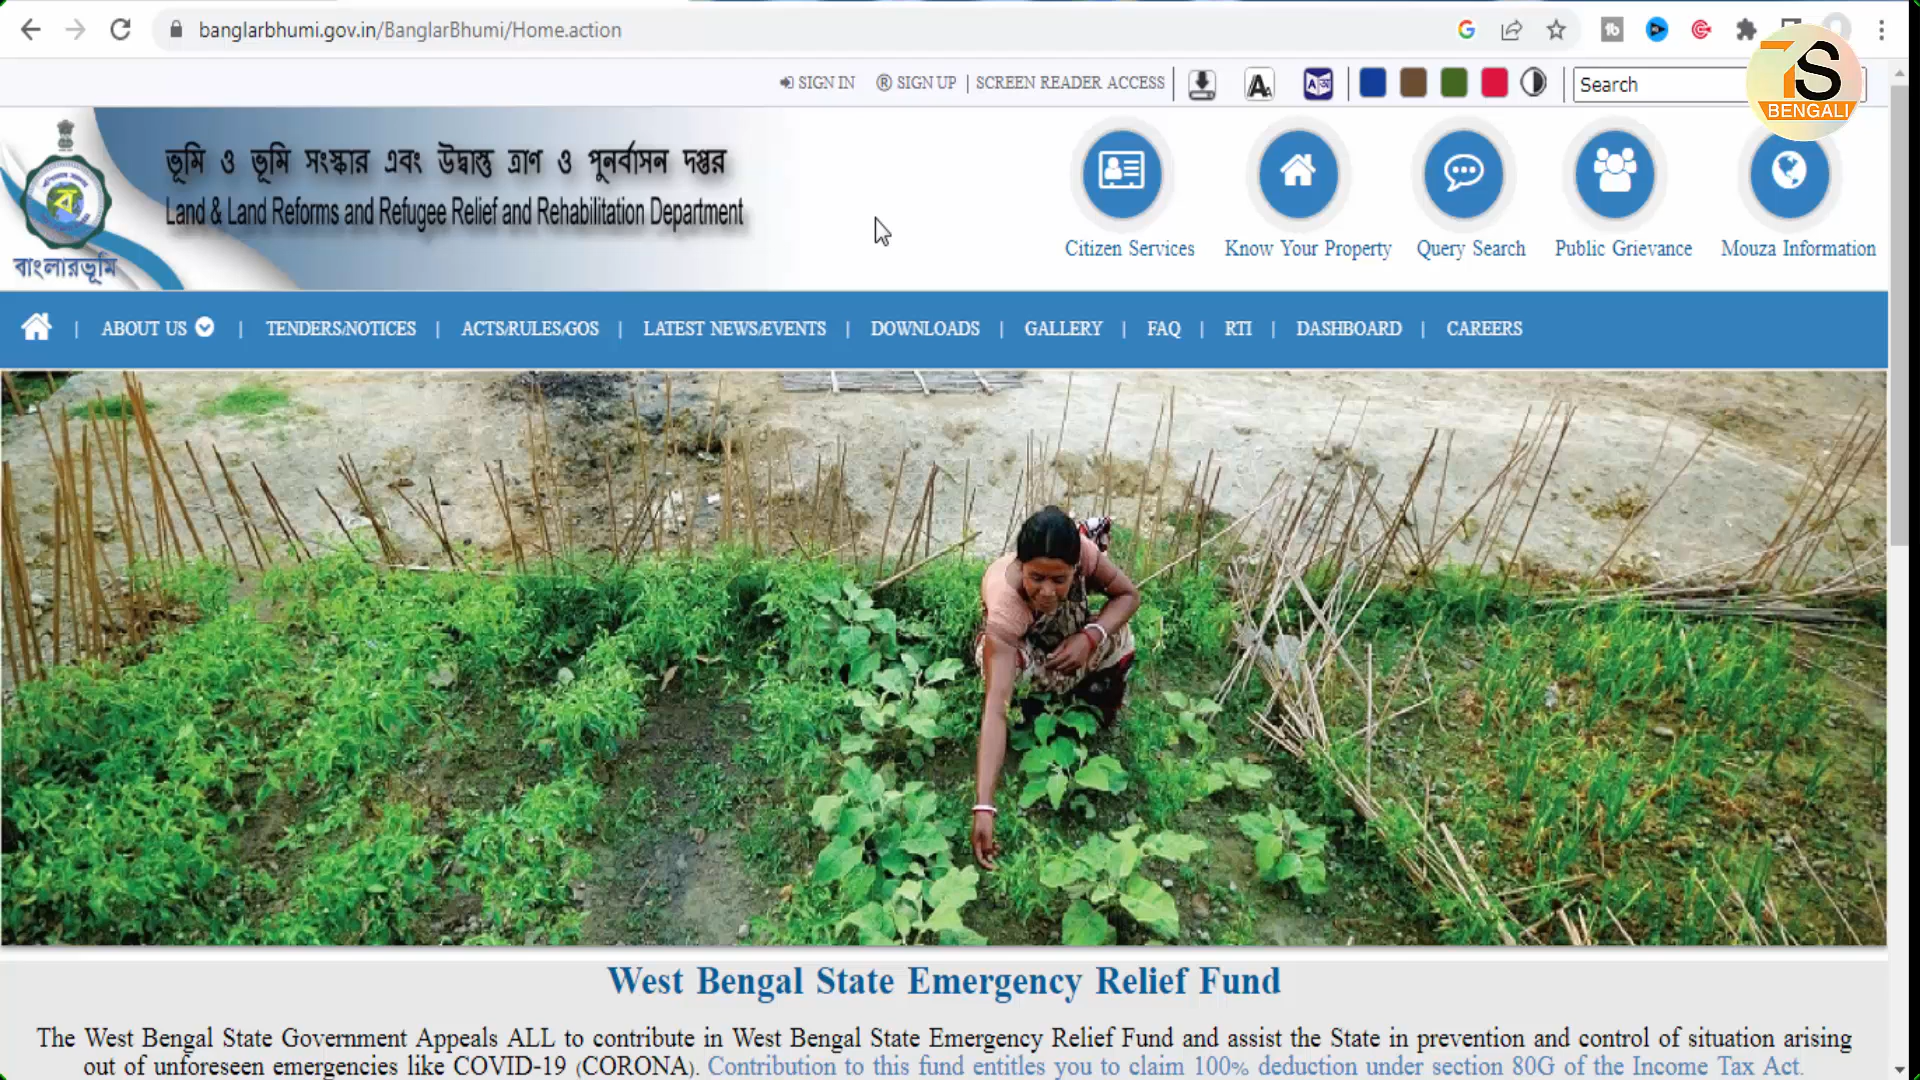 banglarbhumi.gov.in/BanglarBhumi/Home.action
SIGN IN ® SIGN UP | SCREEN READER ACCESS
Search
TS
BENGALI
ভূমি ও ভূমি সংস্কার এবং উদ্বাস্তু ত্রাণ ও পুনর্বাসন দপ্তর
Land & Land Reforms and Refugee Relief and Rehabilitation Department
বাংলারভূমি
Citizen Services Know Your Property Query Search Public Grievance Mouza Information
ABOUT US | TENDERS/NOTICES | ACTS/RULES/GOS | LATEST NEWS/EVENTS | DOWNLOADS | GALLERY | FAQ | RTI | DASHBOARD | CAREERS
West Bengal State Emergency Relief Fund
The West Bengal State Government Appeals ALL to contribute in West Bengal State Emergency Relief Fund and assist the State in prevention and control of situation arising
out of unforeseen emergencies like COVID-19 (CORONA). Contribution to this fund entitles you to claim 100% deduction under section 80G of the Income Tax Act.